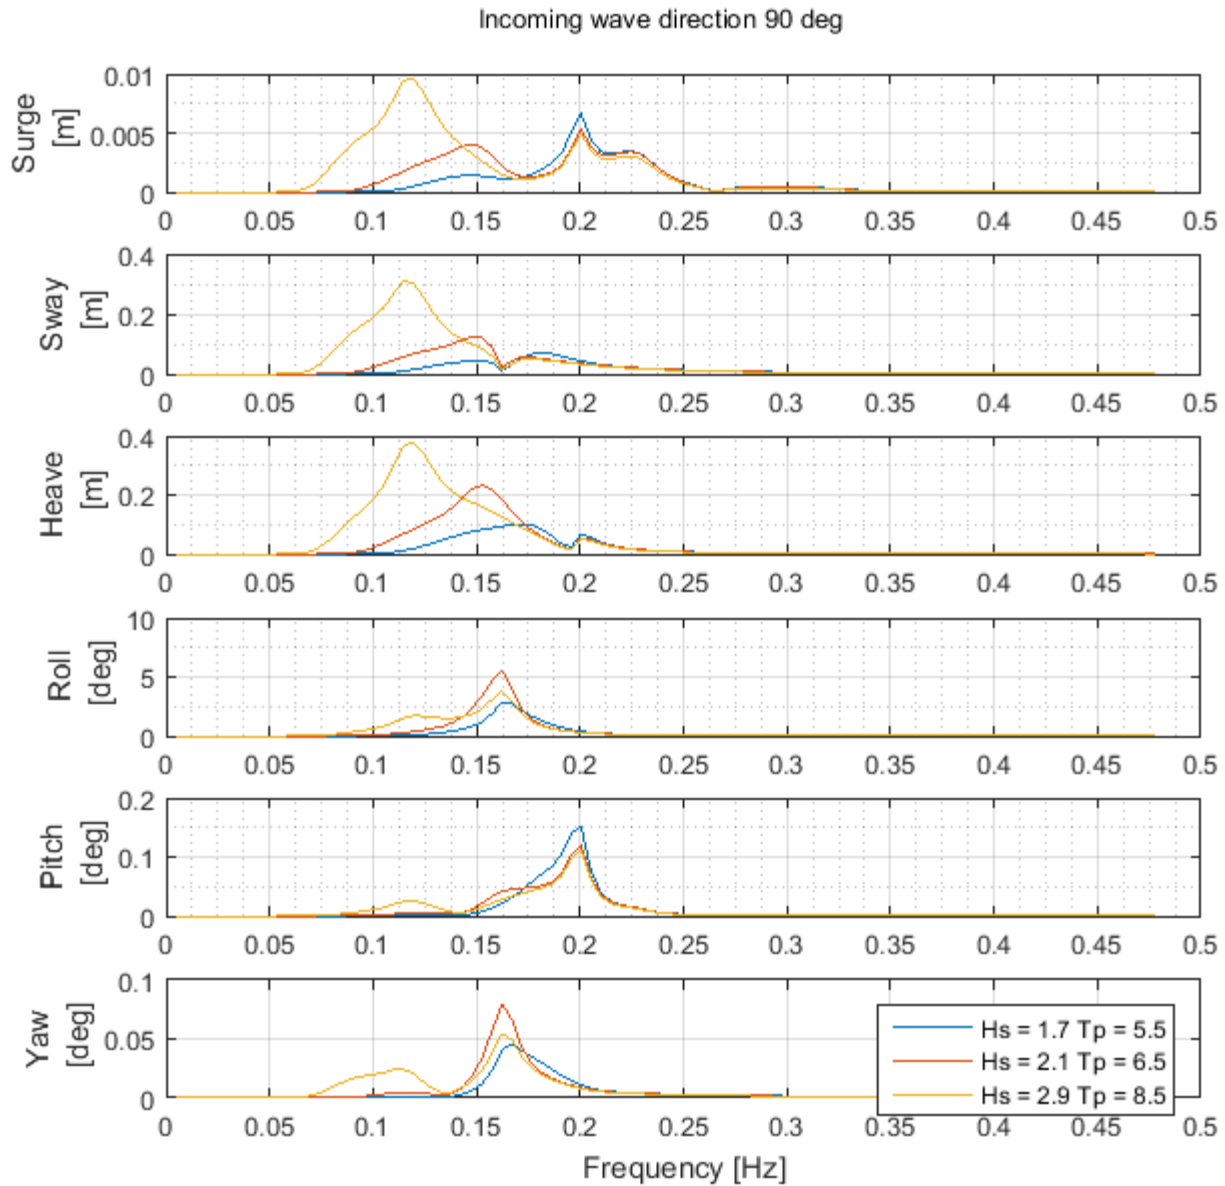 Incoming wave direction 90 deg
Surge
[m]
0.01
0.005
0
0 0.05 0.1 0.15 0.2 0.25 0.3 0.35 0.4 0.45 0.5
Sway
[m]
0.4
0.2
0
0 0.05 0.1 0.15 0.2 0.25 0.3 0.35 0.4 0.45 0.5
Heave
[m]
0.4
0.2
0
0 0.05 0.1 0.15 0.2 0.25 0.3 0.35 0.4 0.45 0.5
Roll
[deg]
10
5
0
0 0.05 0.1 0.15 0.2 0.25 0.3 0.35 0.4 0.45 0.5
Pitch
[deg]
0.2
0.1
0
0 0.05 0.1 0.15 0.2 0.25 0.3 0.35 0.4 0.45 0.5
Yaw
[deg]
0.1
0.05
0
Hs = 1.7 Tp = 5.5
Hs = 2.1 Tp = 6.5
Hs = 2.9 Tp = 8.5
0 0.05 0.1 0.15 0.2 0.25 0.3 0.35 0.4 0.45 0.5
Frequency [Hz]